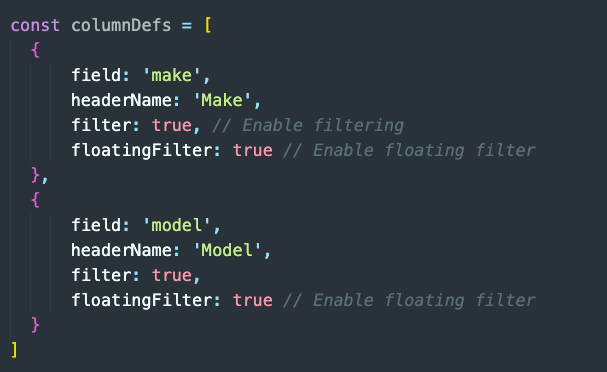 const columnDefs = [
{
field: 'make',
headerName: 'Make',
filter: true, // Enable filtering
floatingFilter: true // Enable floating filter
},
{
field: 'model',
headerName: 'Model',
filter: true,
floatingFilter: true // Enable floating filter
}
]